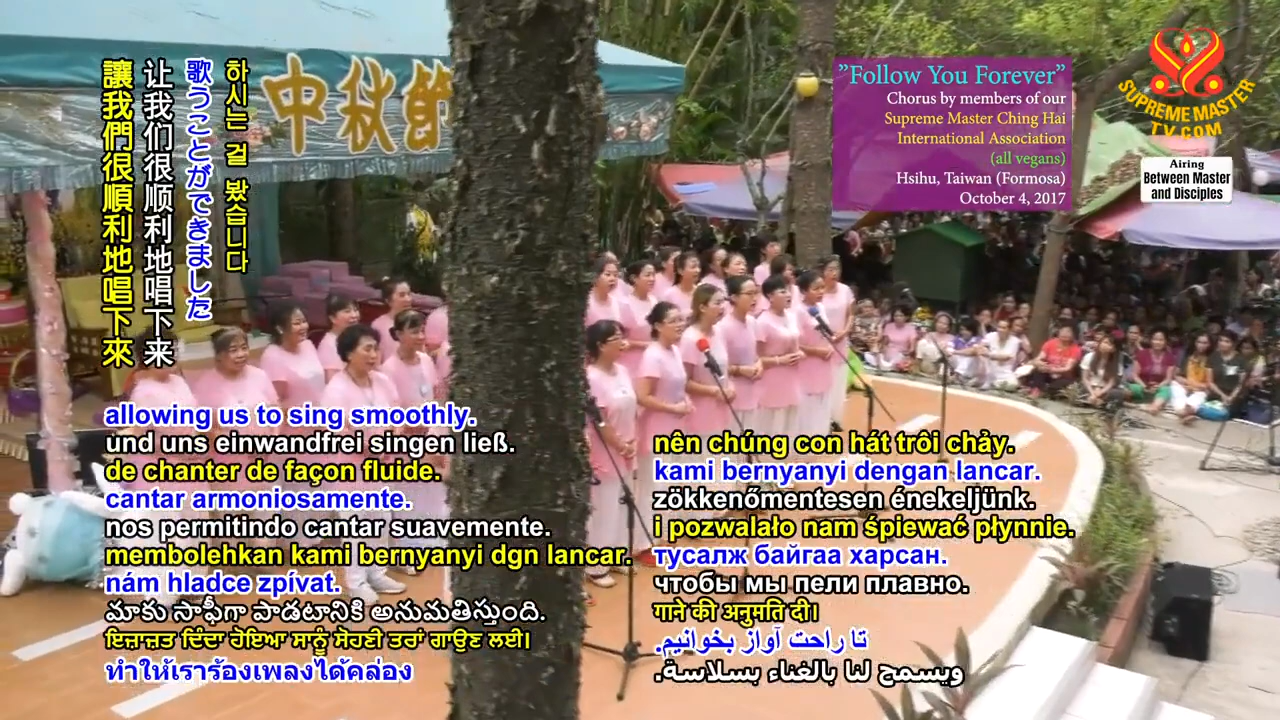 讓我們很順利地唱下來
让我们很顺利地唱下来
歌うことができました
하시는 걸 봤습니다
中秋節
"Follow You Forever"
Chorus by members of our
Supreme Master Ching Hai
International Association
(all vegans)
Hsihu, Taiwan (Formosa)
October 4, 2017
SUPREME MASTER
TV.COM
Airing
Between Master
and Disciples
allowing us to sing smoothly.
und uns einwandfrei singen ließ.
de chanter de façon fluide.
cantar armoniosamente.
nos permitindo cantar suavemente.
membolehkan kami bernyanyi dgn lancar.
nám hladce zpívat.
మాకు సాఫీగా పాడటానికి అనుమతిస్తుంది.
ਇਜ਼ਾਜ਼ਤ ਦਿੰਦਾ ਹੋਇਆ ਸਾਨੂੰ ਸੋਹਣੀ ਤਰਾਂ ਗਾਉਣ ਲਈ।
ทำให้เราร้องเพลงได้คล่อง
nên chúng con hát trôi chảy.
kami bernyanyi dengan lancar.
zökkenőmentesen énekeljünk.
i pozwalało nam śpiewać płynnie.
тусалж байгаа харсан.
чтобы мы пели плавно.
गाने की अनुमति दी।
تا راحت آواز بخوانیم.
ويسمح لنا بالغناء بسلاسة.